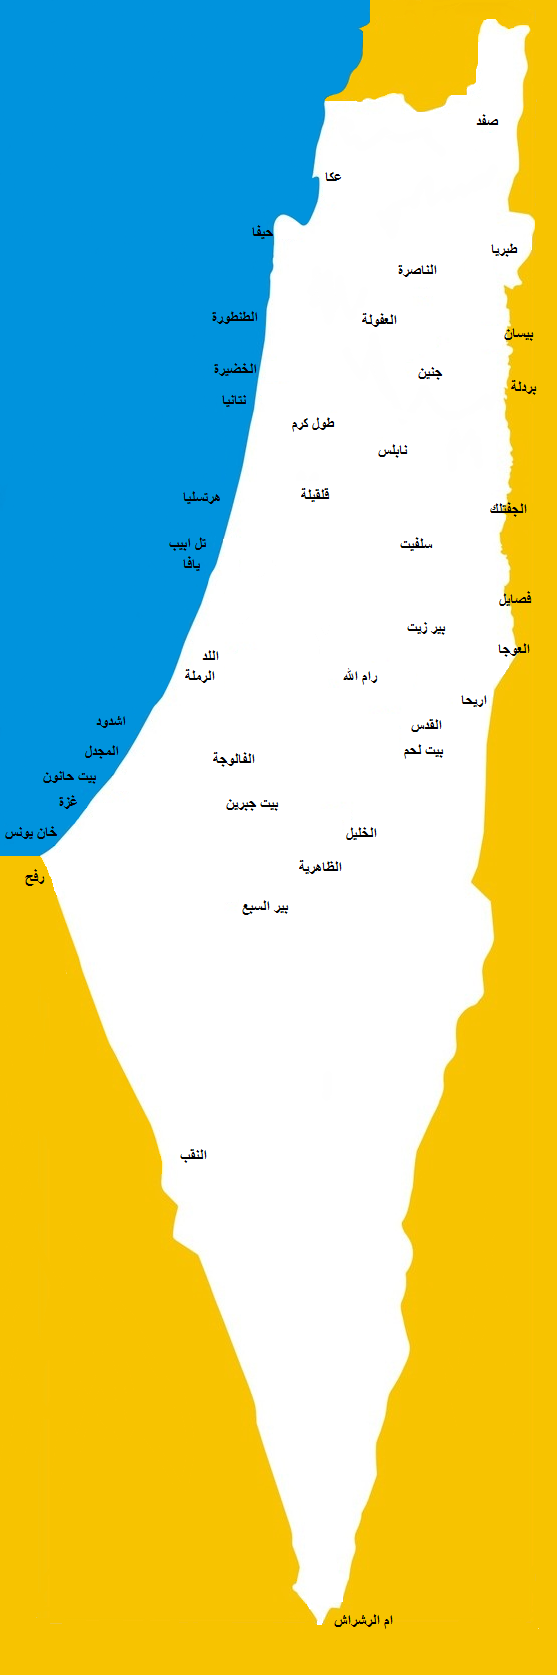 صفد
عكا
حيفا
طبريا
الناصرة
الطنطورة
العفولة
بيسان
الخضيرة
جنين
بردلة
نتانيا
طول كرم
نابلس
هرتسليا
قلقيلة
الجفتلك
تل ابيب
سلفيت
يافا
فصايل
بير زيت
العوجا
اللد
الرملة
رام الله
اريحا
اشدود
القدس
المجدل
الفالوجة
بيت لحم
بيت حانون
غزة
بيت جبرين
خان يونس
الخليل
الظاهرية
رفح
بير السبع
النقب
ام الرشراش